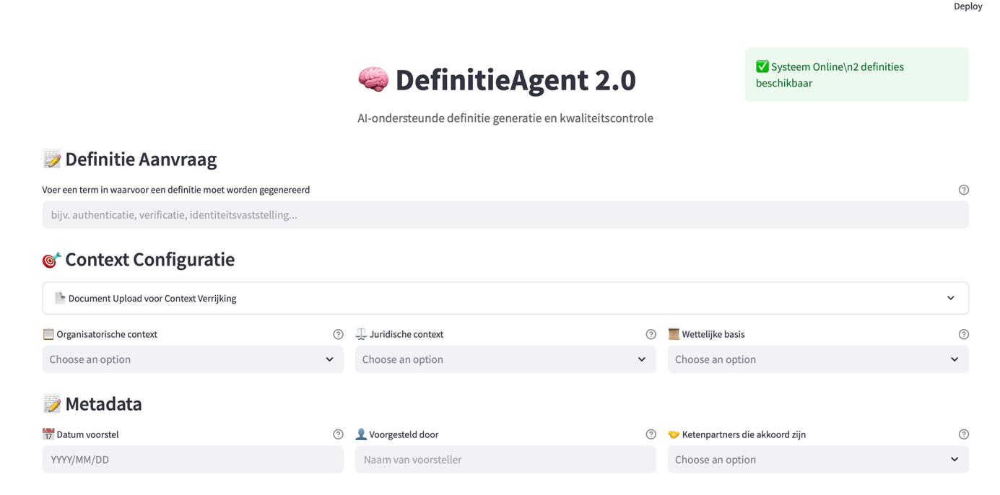 Deploy
🧠 DefinitieAgent 2.0
✅ Systeem Online\n2 definities
beschikbaar
AI-ondersteunde definitie generatie en kwaliteitscontrole
📝 Definitie Aanvraag
Voer een term in waarvoor een definitie moet worden gegenereerd
bijv. authenticatie, verificatie, identiteitsvaststelling...
🎯 Context Configuratie
📄 Document Upload voor Context Verrijking
📋 Organisatorische context
⚖️ Juridische context
📜 Wettelijke basis
Choose an option
Choose an option
Choose an option
📝 Metadata
📅 Datum voorstel
👤 Voorgesteld door
🤝 Ketenpartners die akkoord zijn
YYYY/MM/DD
Naam van voorsteller
Choose an option